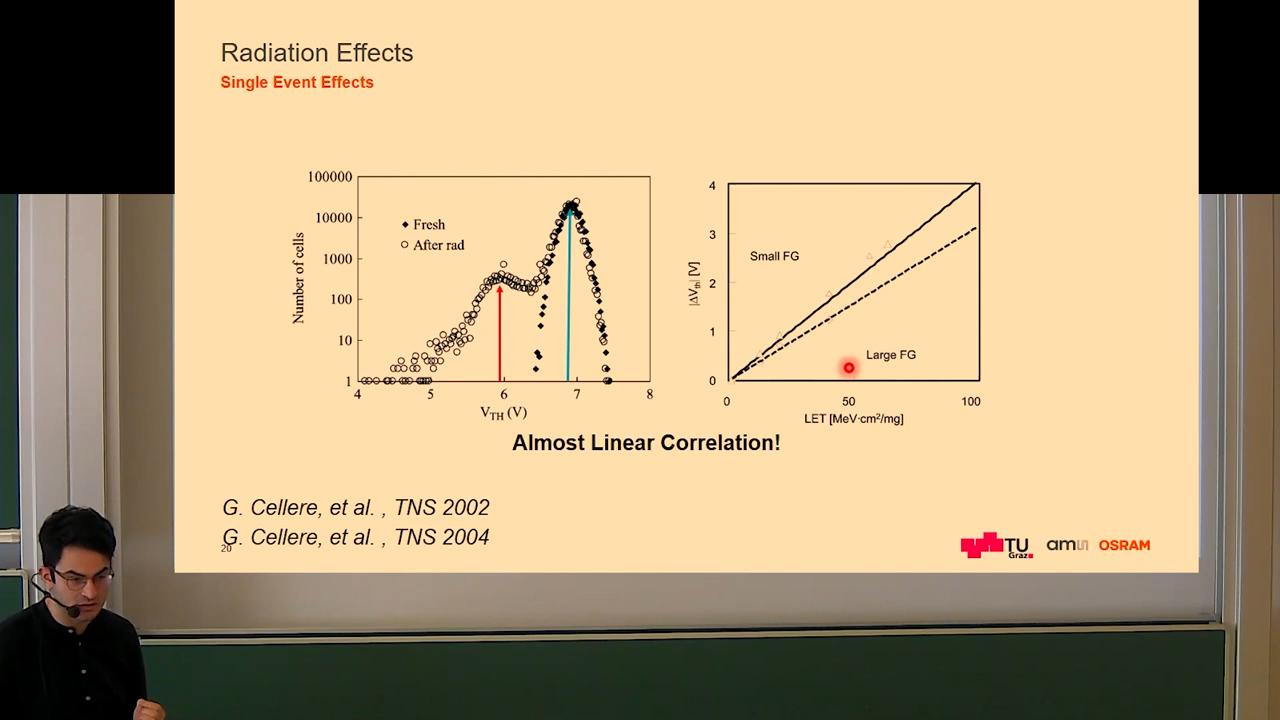 Radiation Effects
Single Event Effects
100000
10000
1000
100
10
1
Number of cells
Fresh
After rad
4 5 6 7 8
V_TH (V)
4
3
2
1
0
|ΔV_th| [V]
Small FG
Large FG
0 50 100
LET [MeV·cm²/mg]
Almost Linear Correlation!
G. Cellere, et al. , TNS 2002
G. Cellere, et al. , TNS 2004
20
TU
Graz
am
OSRAM